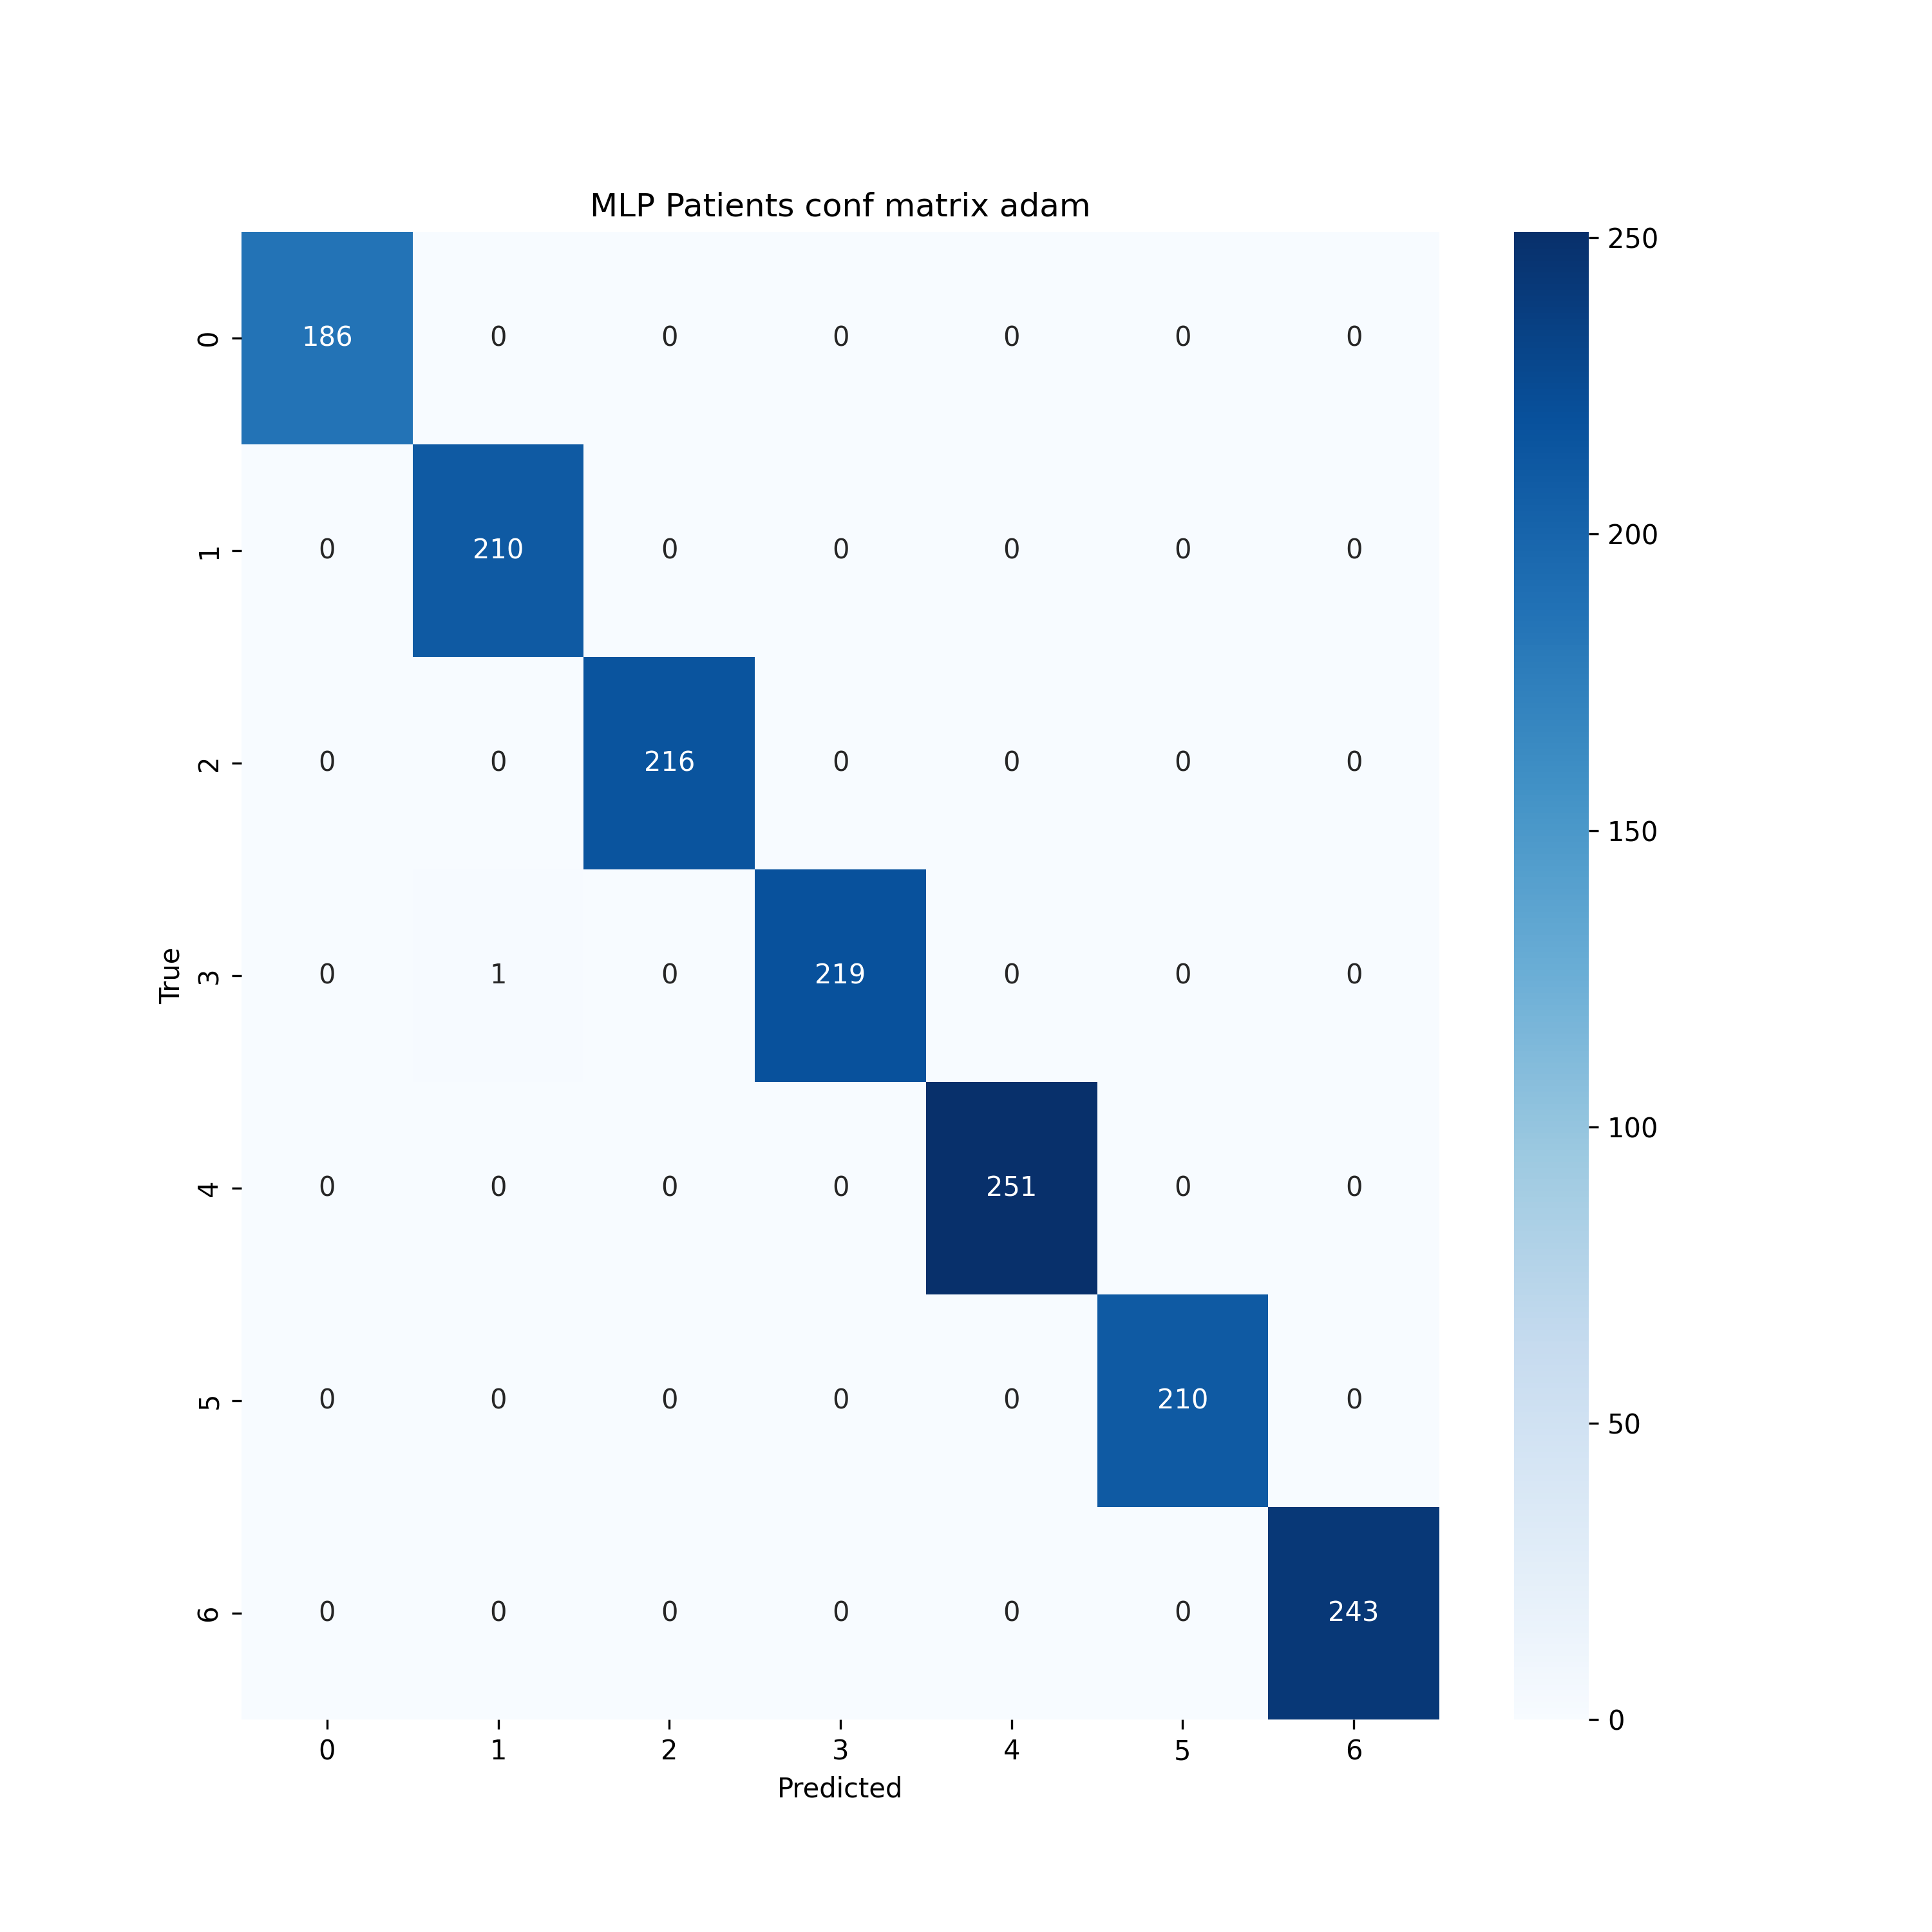 MLP Patients conf matrix adam
0 186 0 0 0 0 0 0
1 0 210 0 0 0 0 0
2 0 0 216 0 0 0 0
3 0 1 0 219 0 0 0
4 0 0 0 0 251 0 0
5 0 0 0 0 0 210 0
6 0 0 0 0 0 0 243
0 1 2 3 4 5 6
True
Predicted
250
200
150
100
50
0